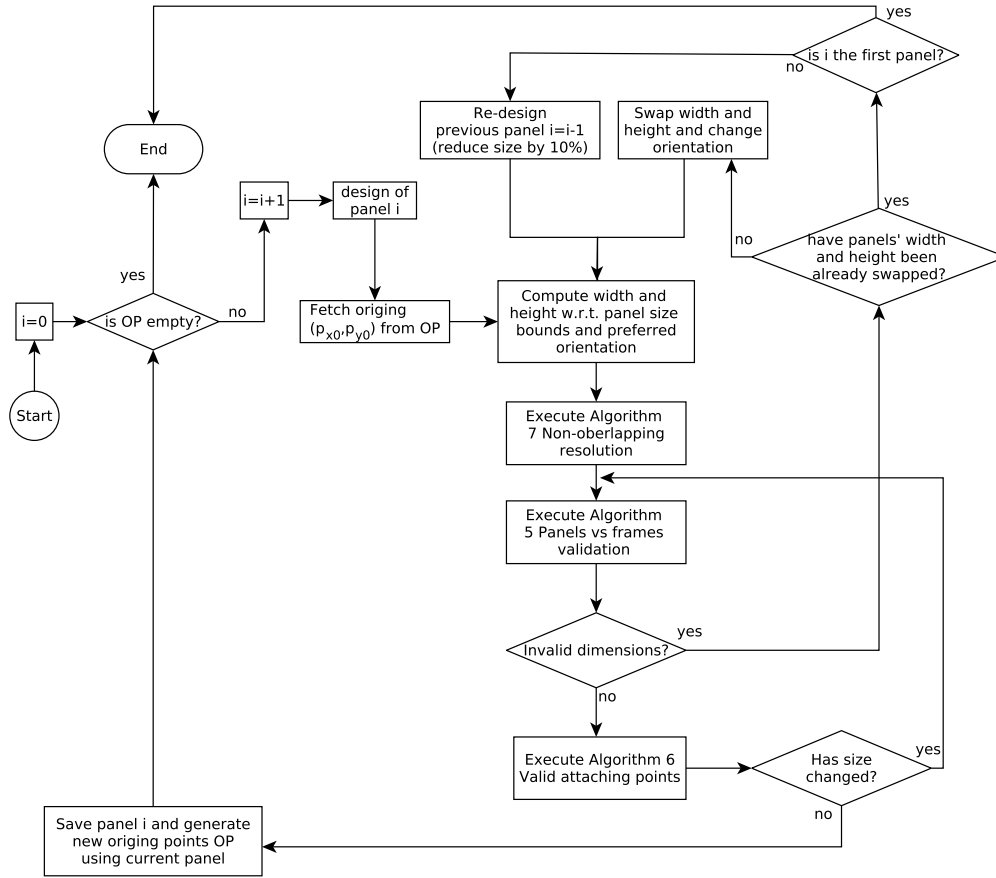 yes
is i the first panel?
no
Re-design
previous panel i=i-1
(reduce size by 10%)
Swap width and
height and change
orientation
End
i=i+1
design of
panel i
yes
no
have panels' width
and height been
already swapped?
yes
no
i=0
is OP empty?
Fetch origing
(px0,py0) from OP
Compute width and
height w.r.t. panel size
bounds and preferred
orientation
Start
Execute Algorithm
7 Non-oberlapping
resolution
Execute Algorithm
5 Panels vs frames
validation
Invalid dimensions?
yes
no
Execute Algorithm 6
Valid attaching points
Has size
changed?
yes
no
Save panel i and generate
new origing points OP
using current panel